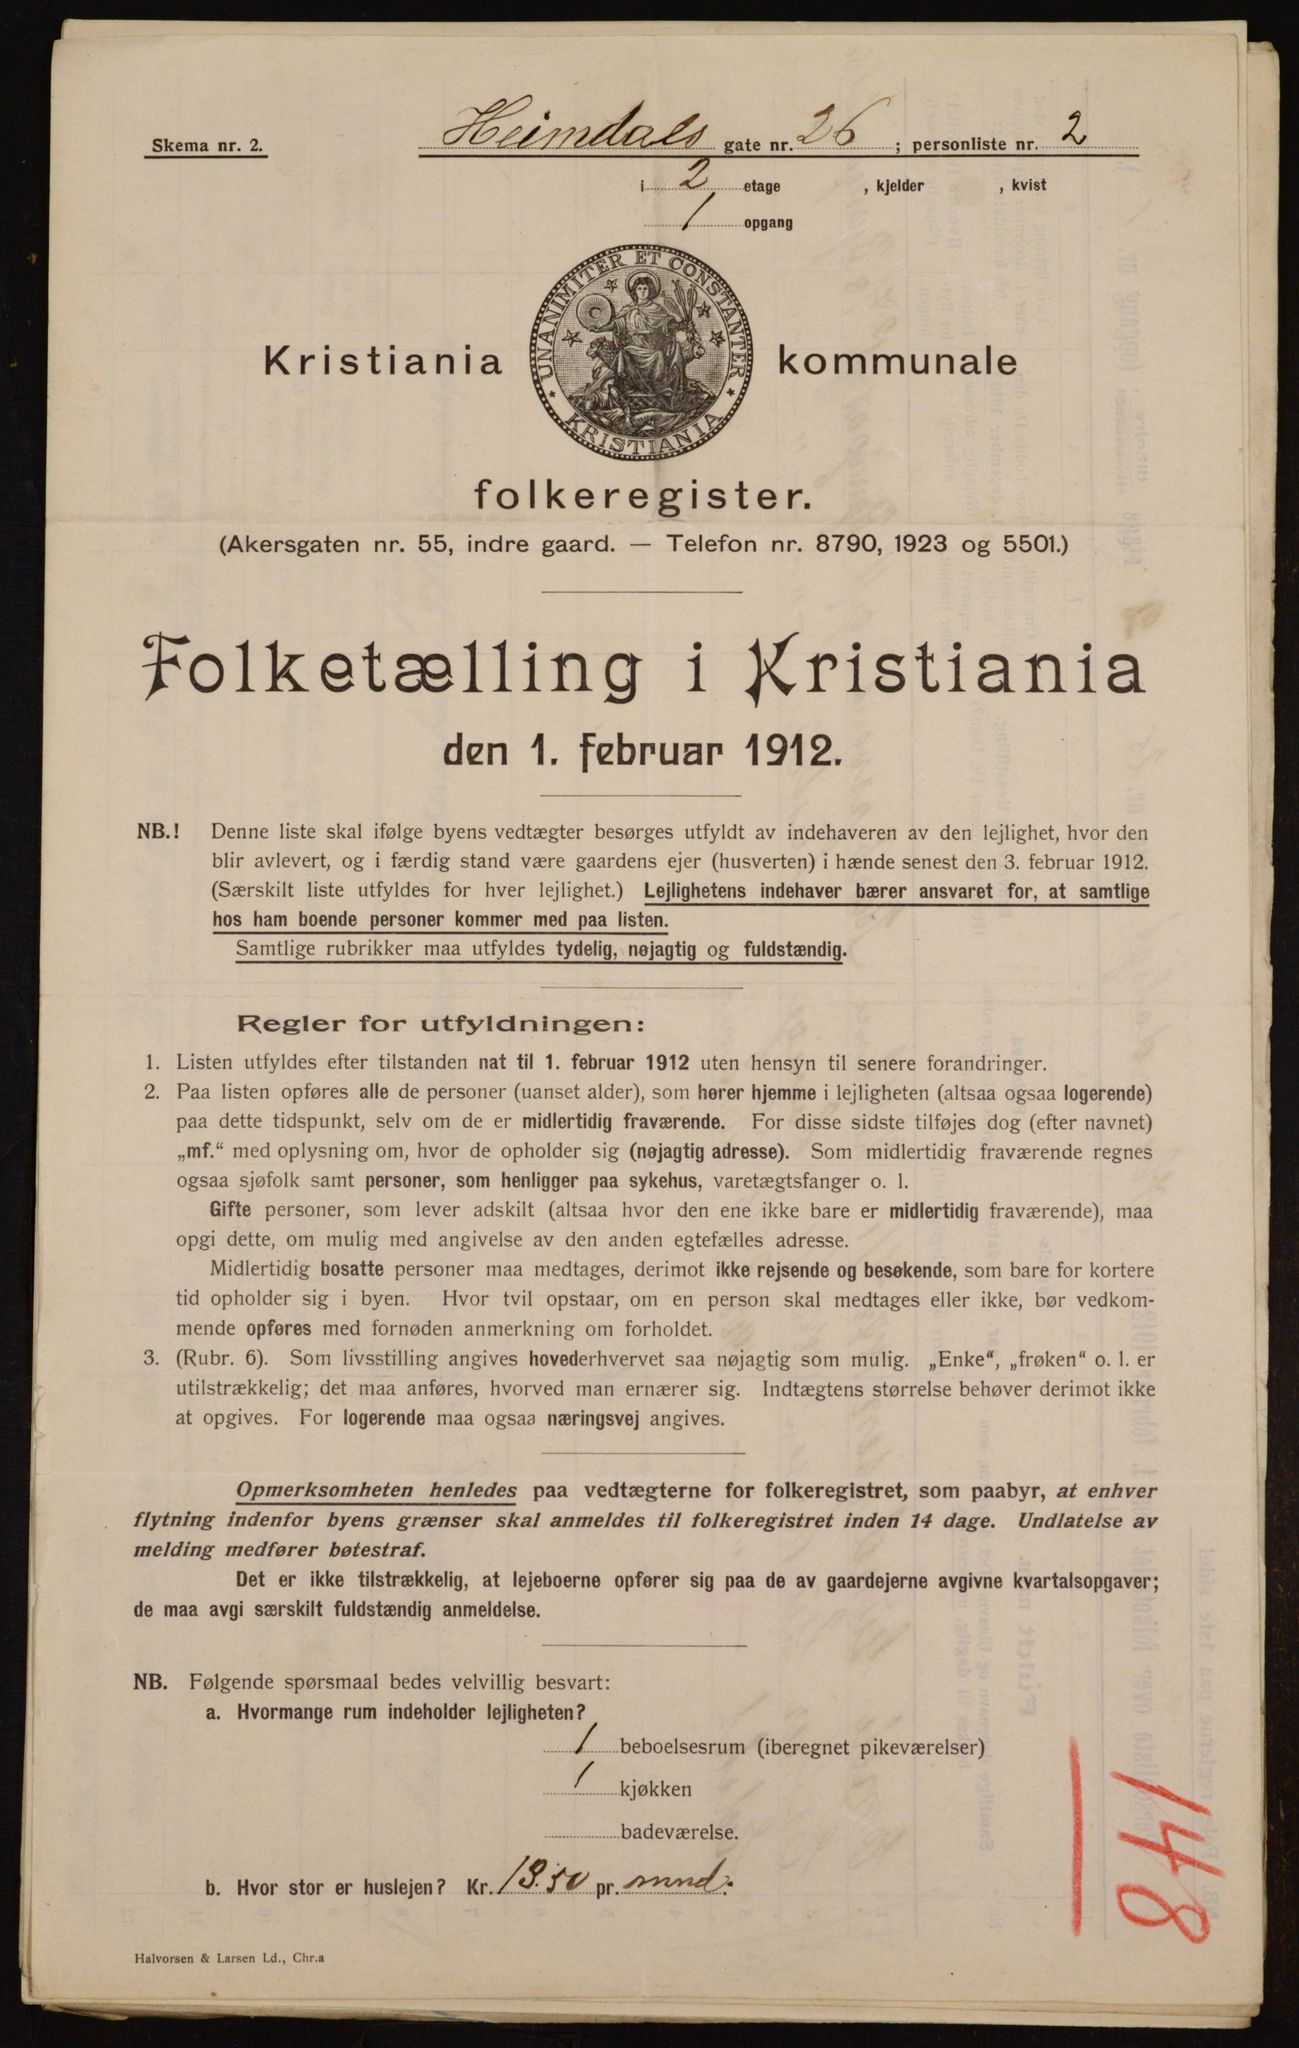 Skema nr. 2.
Heimdals gate nr. 26 ; personliste nr. 2
i 2 etage , kjelder , kvist
1 opgang
UNANIMITER ET CONSTANTER
KRISTIANIA
Kristiania kommunale
folkeregister.
(Akersgaten nr. 55, indre gaard. — Telefon nr. 8790, 1923 og 5501.)
Folketælling i Kristiania
den 1. februar 1912.
NB.! Denne liste skal ifølge byens vedtægter besørges utfyldt av indehaveren av den lejlighet, hvor den
blir avlevert, og i færdig stand være gaardens ejer (husverten) i hænde senest den 3. februar 1912.
(Særskilt liste utfyldes for hver lejlighet.) Lejlighetens indehaver bærer ansvaret for, at samtlige
hos ham boende personer kommer med paa listen.
Samtlige rubrikker maa utfyldes tydelig, nøjagtig og fuldstændig.
Regler for utfyldningen:
1. Listen utfyldes efter tilstanden nat til 1. februar 1912 uten hensyn til senere forandringer.
2. Paa listen opføres alle de personer (uanset alder), som hører hjemme i lejligheten (altsaa ogsaa logerende)
paa dette tidspunkt, selv om de er midlertidig fraværende. For disse sidste tilføjes dog (efter navnet)
„mf.“ med oplysning om, hvor de opholder sig (nøjagtig adresse). Som midlertidig fraværende regnes
ogsaa sjøfolk samt personer, som henligger paa sykehus, varetægtsfanger o. l.
Gifte personer, som lever adskilt (altsaa hvor den ene ikke bare er midlertidig fraværende), maa
opgi dette, om mulig med angivelse av den anden egtefælles adresse.
Midlertidig bosatte personer maa medtages, derimot ikke rejsende og besøkende, som bare for kortere
tid opholder sig i byen. Hvor tvil opstaar, om en person skal medtages eller ikke, bør vedkom-
mende opføres med fornøden anmerkning om forholdet.
3. (Rubr. 6). Som livsstilling angives hovederhvervet saa nøjagtig som mulig. „Enke“, „frøken“ o. l. er
utilstrækkelig; det maa anføres, hvorved man ernærer sig. Indtægtens størrelse behøver derimot ikke
at opgives. For logerende maa ogsaa næringsvej angives.
Opmerksomheten henledes paa vedtægterne for folkeregistret, som paabyr, at enhver
flytning indenfor byens grænser skal anmeldes til folkeregistret inden 14 dage. Undlatelse av
melding medfører bøtestraf.
Det er ikke tilstrækkelig, at lejeboerne opfører sig paa de av gaardejerne avgivne kvartalsopgaver;
de maa avgi særskilt fuldstændig anmeldelse.
NB. Følgende spørsmaal bedes velvillig besvart:
a. Hvormange rum indeholder lejligheten?
1 beboelsesrum (iberegnet pikeværelser)
1 kjøkken
badeværelse.
b. Hvor stor er huslejen? Kr. 13.50 pr. mnd.
Halvorsen & Larsen Ld., Chr.a